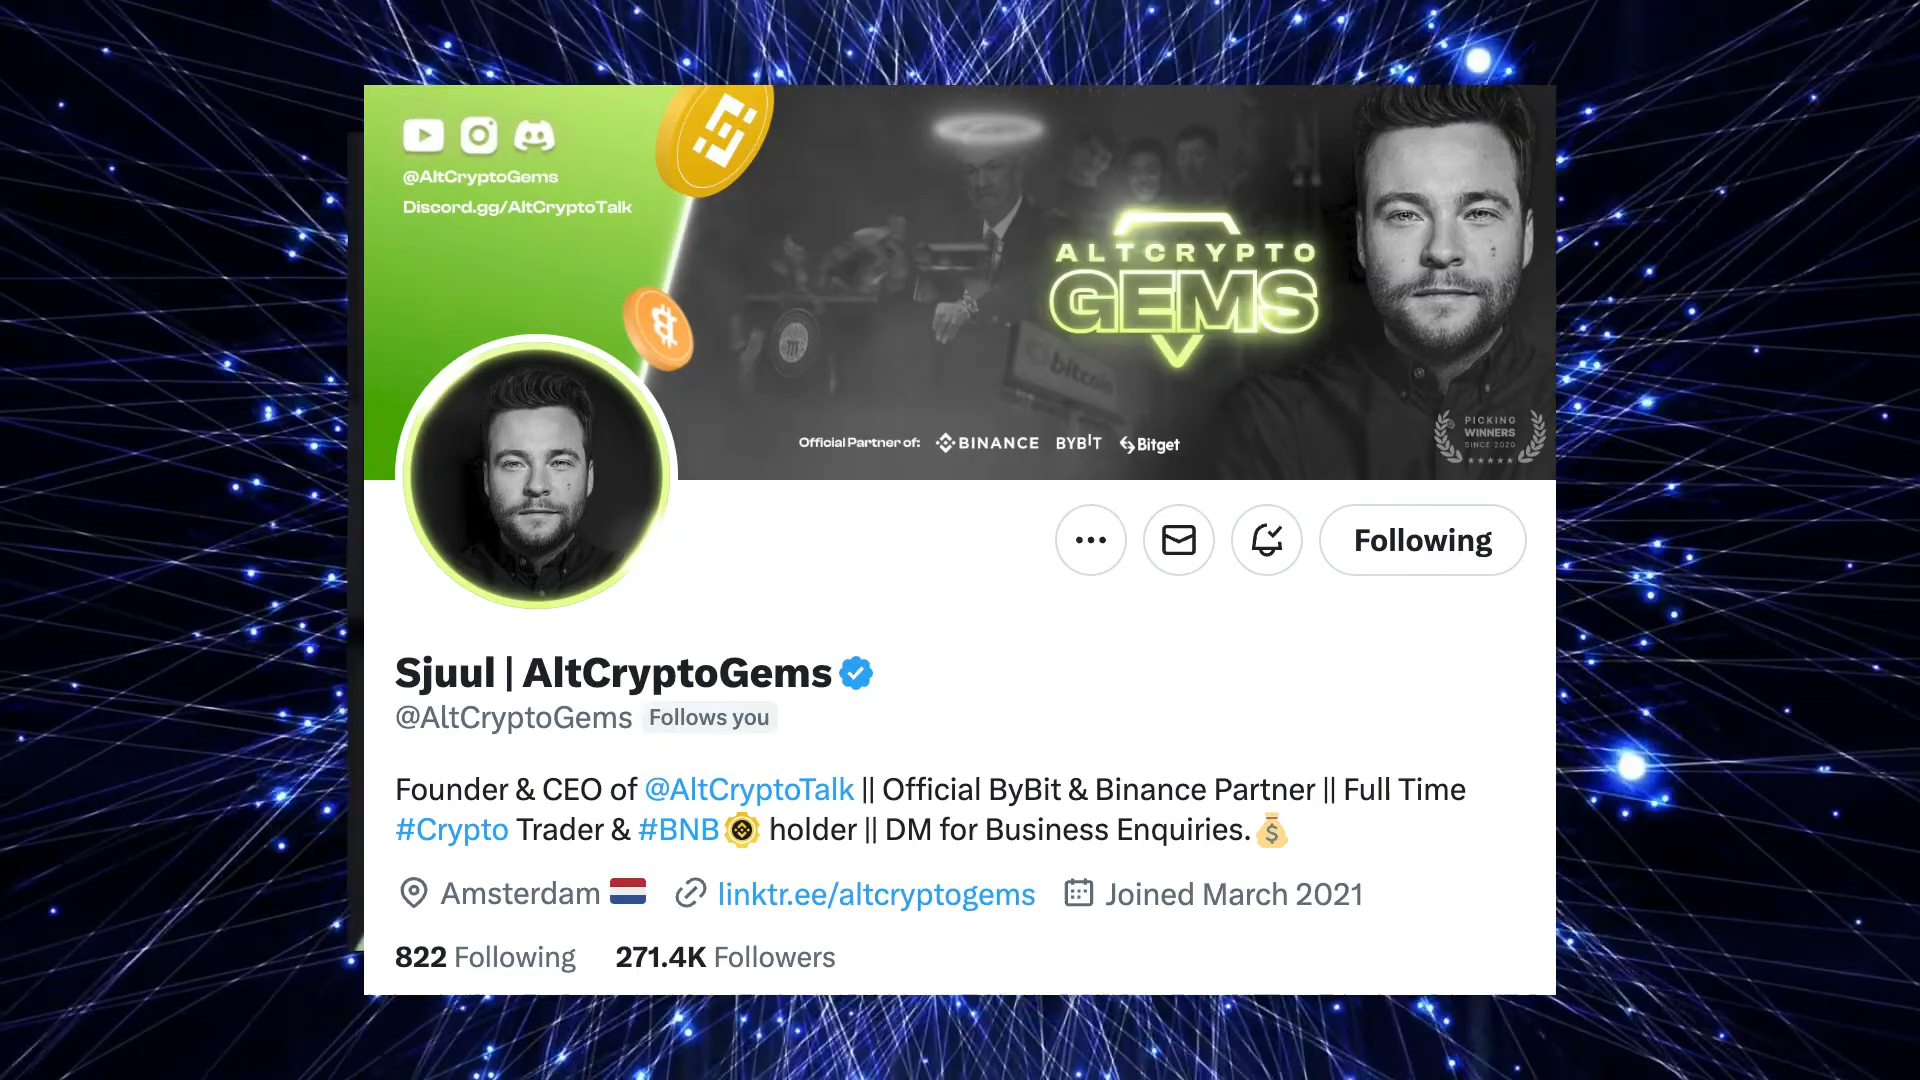 @AltCryptoGems
Discord.gg/AltCryptoTalk
ALTCRYPTO
GEMS
bitcoin
Official Partner of: BINANCE BYBIT Bitget
PICKING
WINNERS
SINCE 2020
Following
Sjuul | AltCryptoGems
@AltCryptoGems Follows you
Founder & CEO of @AltCryptoTalk || Official ByBit & Binance Partner || Full Time
#Crypto Trader & #BNB holder || DM for Business Enquiries.
Amsterdam linktr.ee/altcryptogems Joined March 2021
822 Following 271.4K Followers